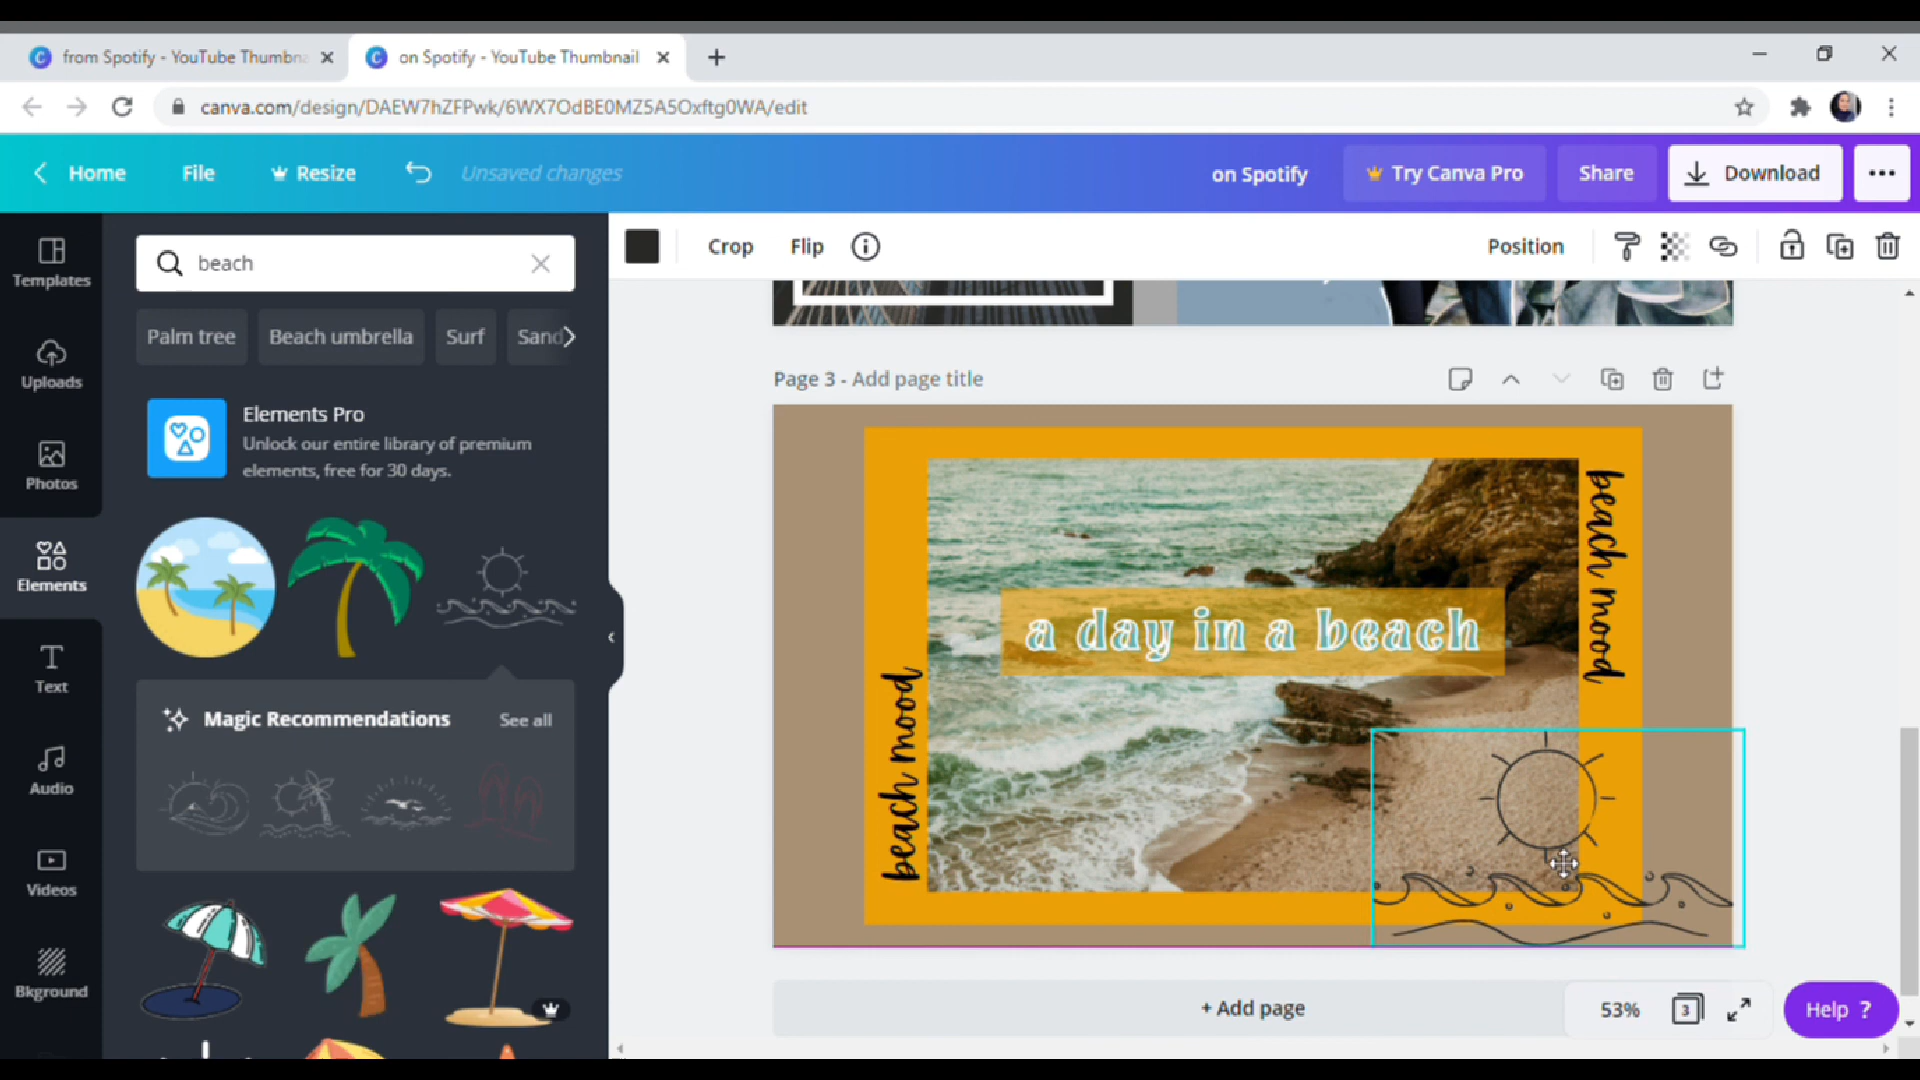 from Spotify - YouTube Thumbna
on Spotify - YouTube Thumbnail
canva.com/design/DAEW7hZFPwk/6WX7OdBE0MZ5A5Oxftg0WA/edit
Home
File
Resize
Unsaved changes
on Spotify
Try Canva Pro
Share
Download
Templates
Uploads
Photos
Elements
Text
Audio
Videos
Bkground
beach
Palm tree
Beach umbrella
Surf
Sand
Elements Pro
Unlock our entire library of premium
elements, free for 30 days.
Magic Recommendations
See all
Crop
Flip
Position
Page 3 - Add page title
beach mood
a day in a beach
beach mood
+ Add page
53%
3
Help ?